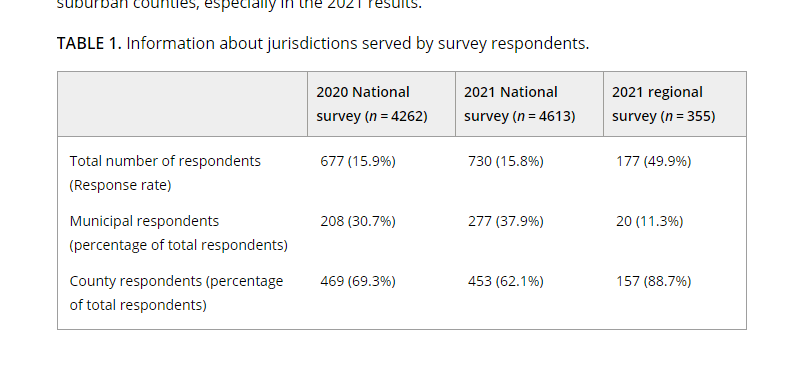 suburban counties, especially in the 2021 results.
TABLE 1. Information about jurisdictions served by survey respondents.
2020 National survey (n = 4262)
2021 National survey (n = 4613)
2021 regional survey (n = 355)
Total number of respondents (Response rate)
677 (15.9%)
730 (15.8%)
177 (49.9%)
Municipal respondents (percentage of total respondents)
208 (30.7%)
277 (37.9%)
20 (11.3%)
County respondents (percentage of total respondents)
469 (69.3%)
453 (62.1%)
157 (88.7%)